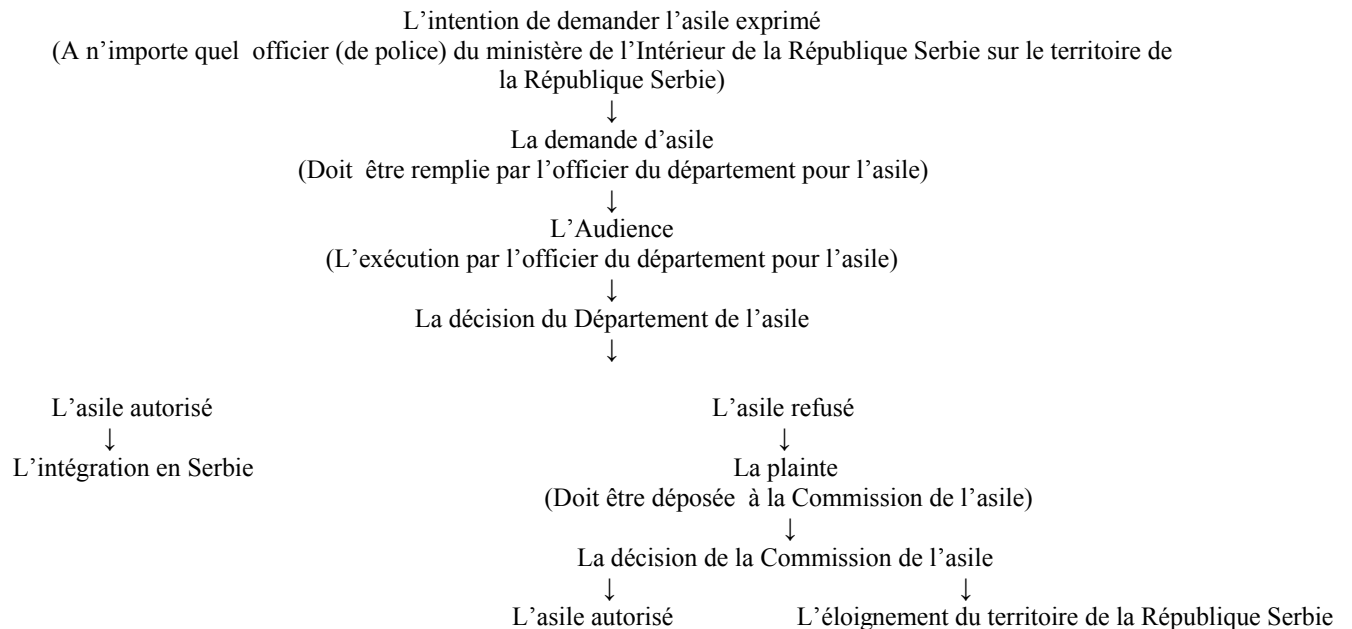 L’intention de demander l’asile exprimé
(A n’importe quel officier (de police) du ministère de l’Intérieur de la République Serbie sur le territoire de
la République Serbie)
↓
La demande d’asile
(Doit être remplie par l’officier du département pour l’asile)
↓
L’Audience
(L’exécution par l’officier du département pour l’asile)
↓
La décision du Département de l’asile
↓
L’asile autorisé
↓
L’intégration en Serbie
L’asile refusé
↓
La plainte
(Doit être déposée à la Commission de l’asile)
↓
La décision de la Commission de l’asile
↓ ↓
L’asile autorisé L’éloignement du territoire de la République Serbie